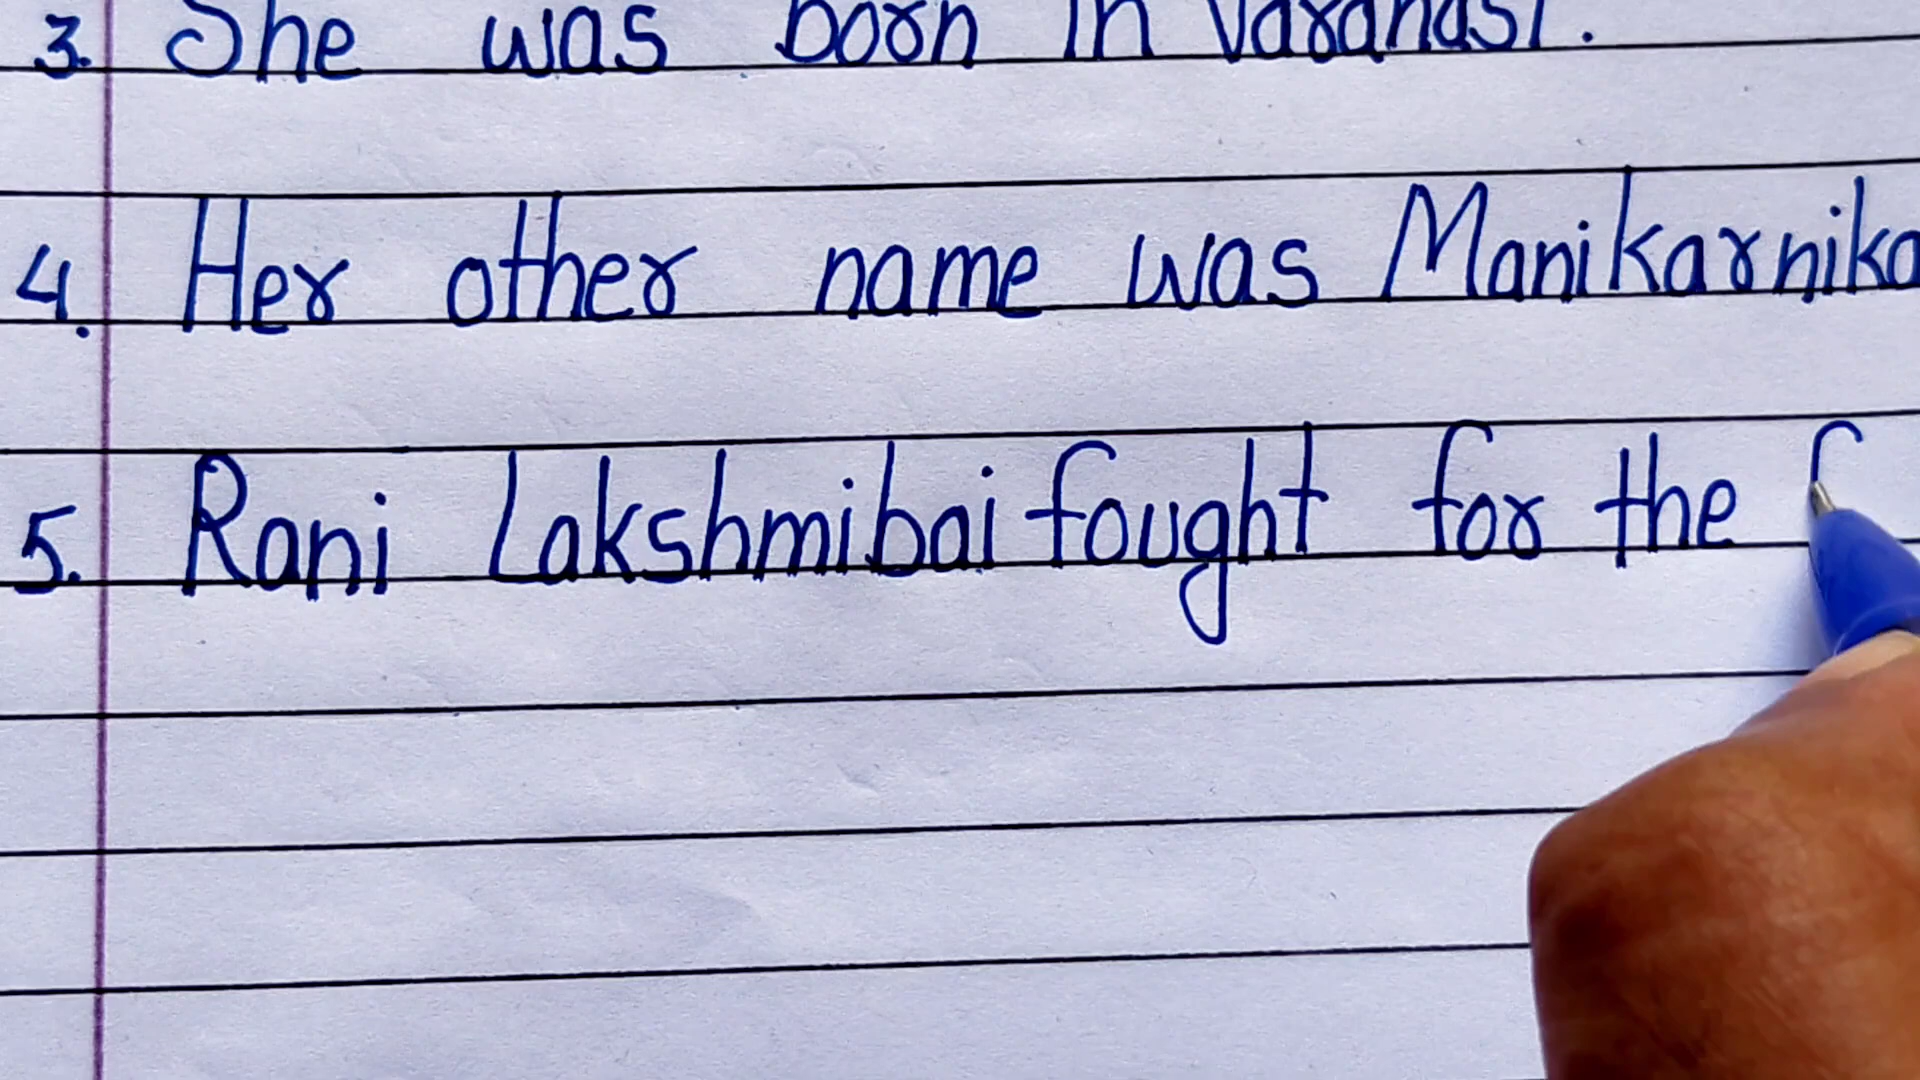 3. She was born in Varanasi.
4. Her other name was Manikarnika
5. Rani Lakshmibai fought for the